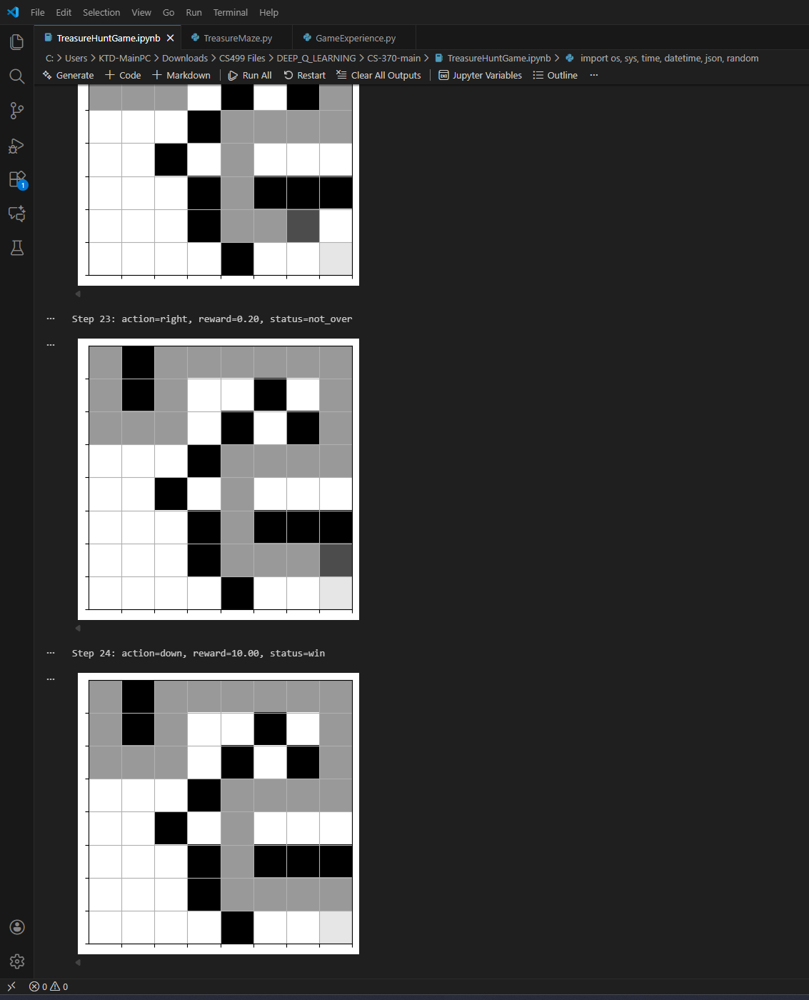 File Edit Selection View Go Run Terminal Help
TreasureHuntGame.ipynb TreasureMaze.py GameExperience.py
C: > Users > KTD-MainPC > Downloads > CS499 Files > DEEP_Q_LEARNING > CS-370-main > TreasureHuntGame.ipynb > import os, sys, time, datetime, json, random
Generate + Code + Markdown Run All Restart Clear All Outputs Jupyter Variables Outline ...
1
Step 23: action=right, reward=0.20, status=not_over
Step 24: action=down, reward=10.00, status=win
0 0